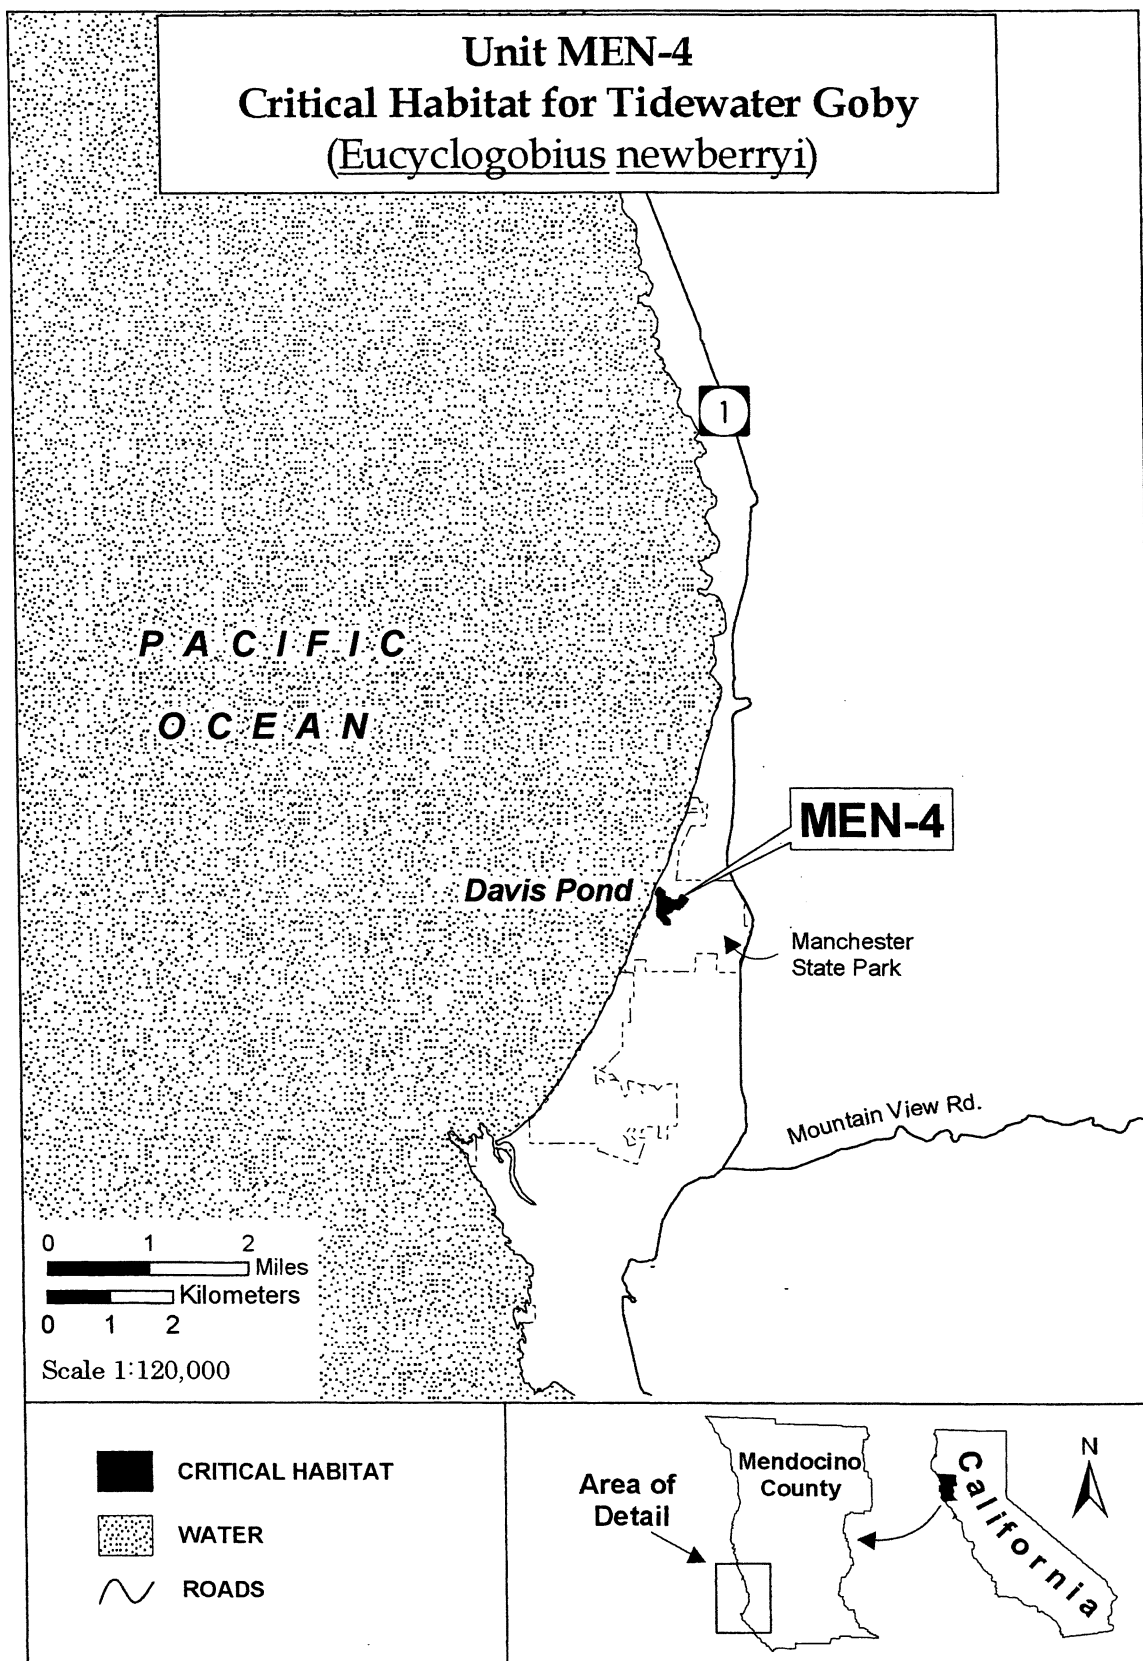 Unit MEN-4
Critical Habitat for Tidewater Goby
(Eucyclogobius newberryi)
1
PACIFIC
OCEAN
MEN-4
Davis Pond
Manchester
State Park
Mountain View Rd.
0 1 2
Miles
Kilometers
0 1 2
Scale 1:120,000
CRITICAL HABITAT
WATER
ROADS
Area of
Detail
Mendocino
County
California
N